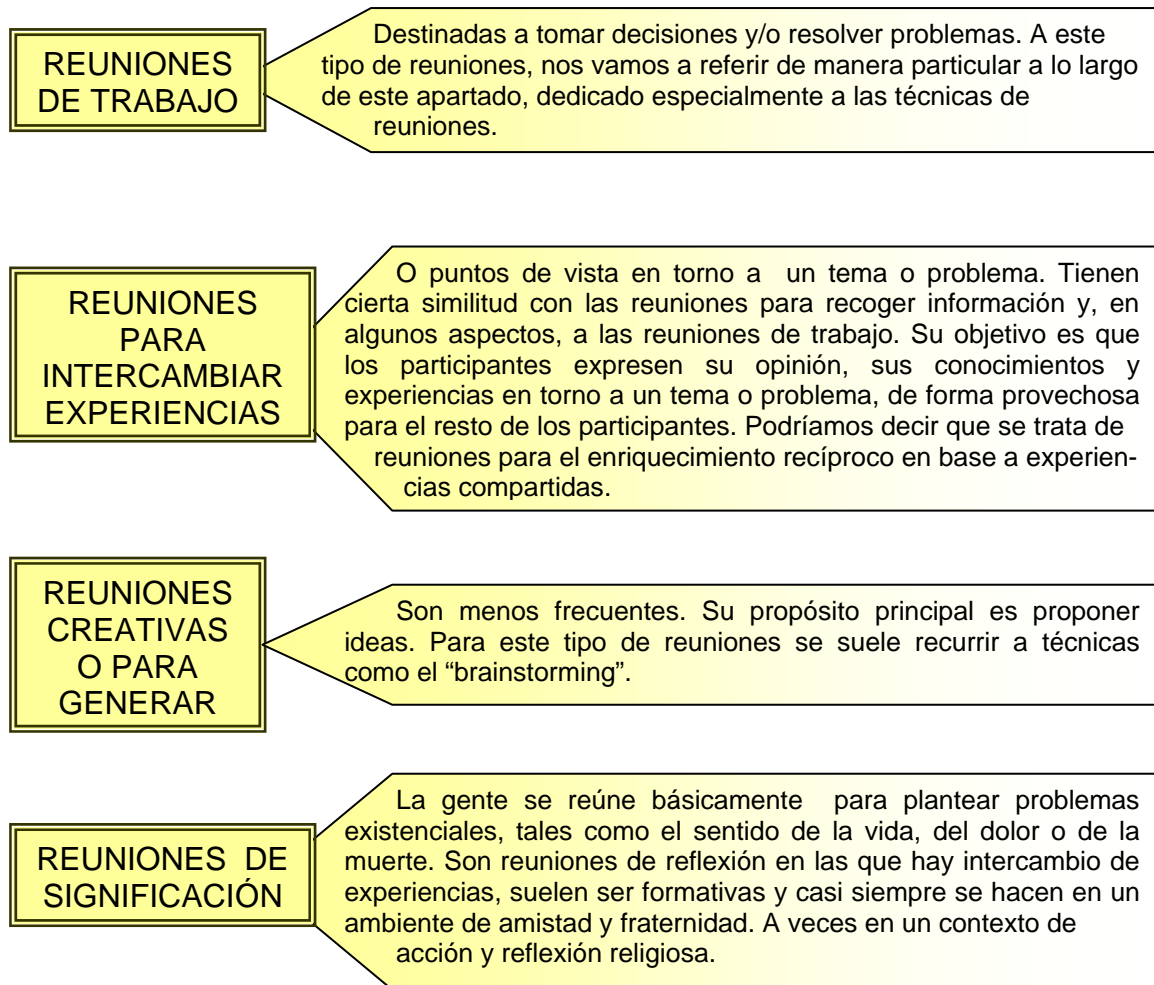 REUNIONES
DE TRABAJO
Destinadas a tomar decisiones y/o resolver problemas. A este
tipo de reuniones, nos vamos a referir de manera particular a lo largo
de este apartado, dedicado especialmente a las técnicas de
reuniones.
REUNIONES
PARA
INTERCAMBIAR
EXPERIENCIAS
O puntos de vista en torno a un tema o problema. Tienen
cierta similitud con las reuniones para recoger información y, en
algunos aspectos, a las reuniones de trabajo. Su objetivo es que
los participantes expresen su opinión, sus conocimientos y
experiencias en torno a un tema o problema, de forma provechosa
para el resto de los participantes. Podríamos decir que se trata de
reuniones para el enriquecimiento recíproco en base a experien-
cias compartidas.
REUNIONES
CREATIVAS
O PARA
GENERAR
Son menos frecuentes. Su propósito principal es proponer
ideas. Para este tipo de reuniones se suele recurrir a técnicas
como el “brainstorming”.
REUNIONES DE
SIGNIFICACIÓN
La gente se reúne básicamente para plantear problemas
existenciales, tales como el sentido de la vida, del dolor o de la
muerte. Son reuniones de reflexión en las que hay intercambio de
experiencias, suelen ser formativas y casi siempre se hacen en un
ambiente de amistad y fraternidad. A veces en un contexto de
acción y reflexión religiosa.